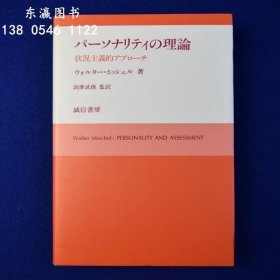 东瀛图书
138 0546 1122
パーソナリティの理論
状況主義的アプローチ
ウォルター・ミッシェル 著
詫摩武俊 監訳
誠信書房
Walter Mischel: PERSONALITY AND ASSESSMENT